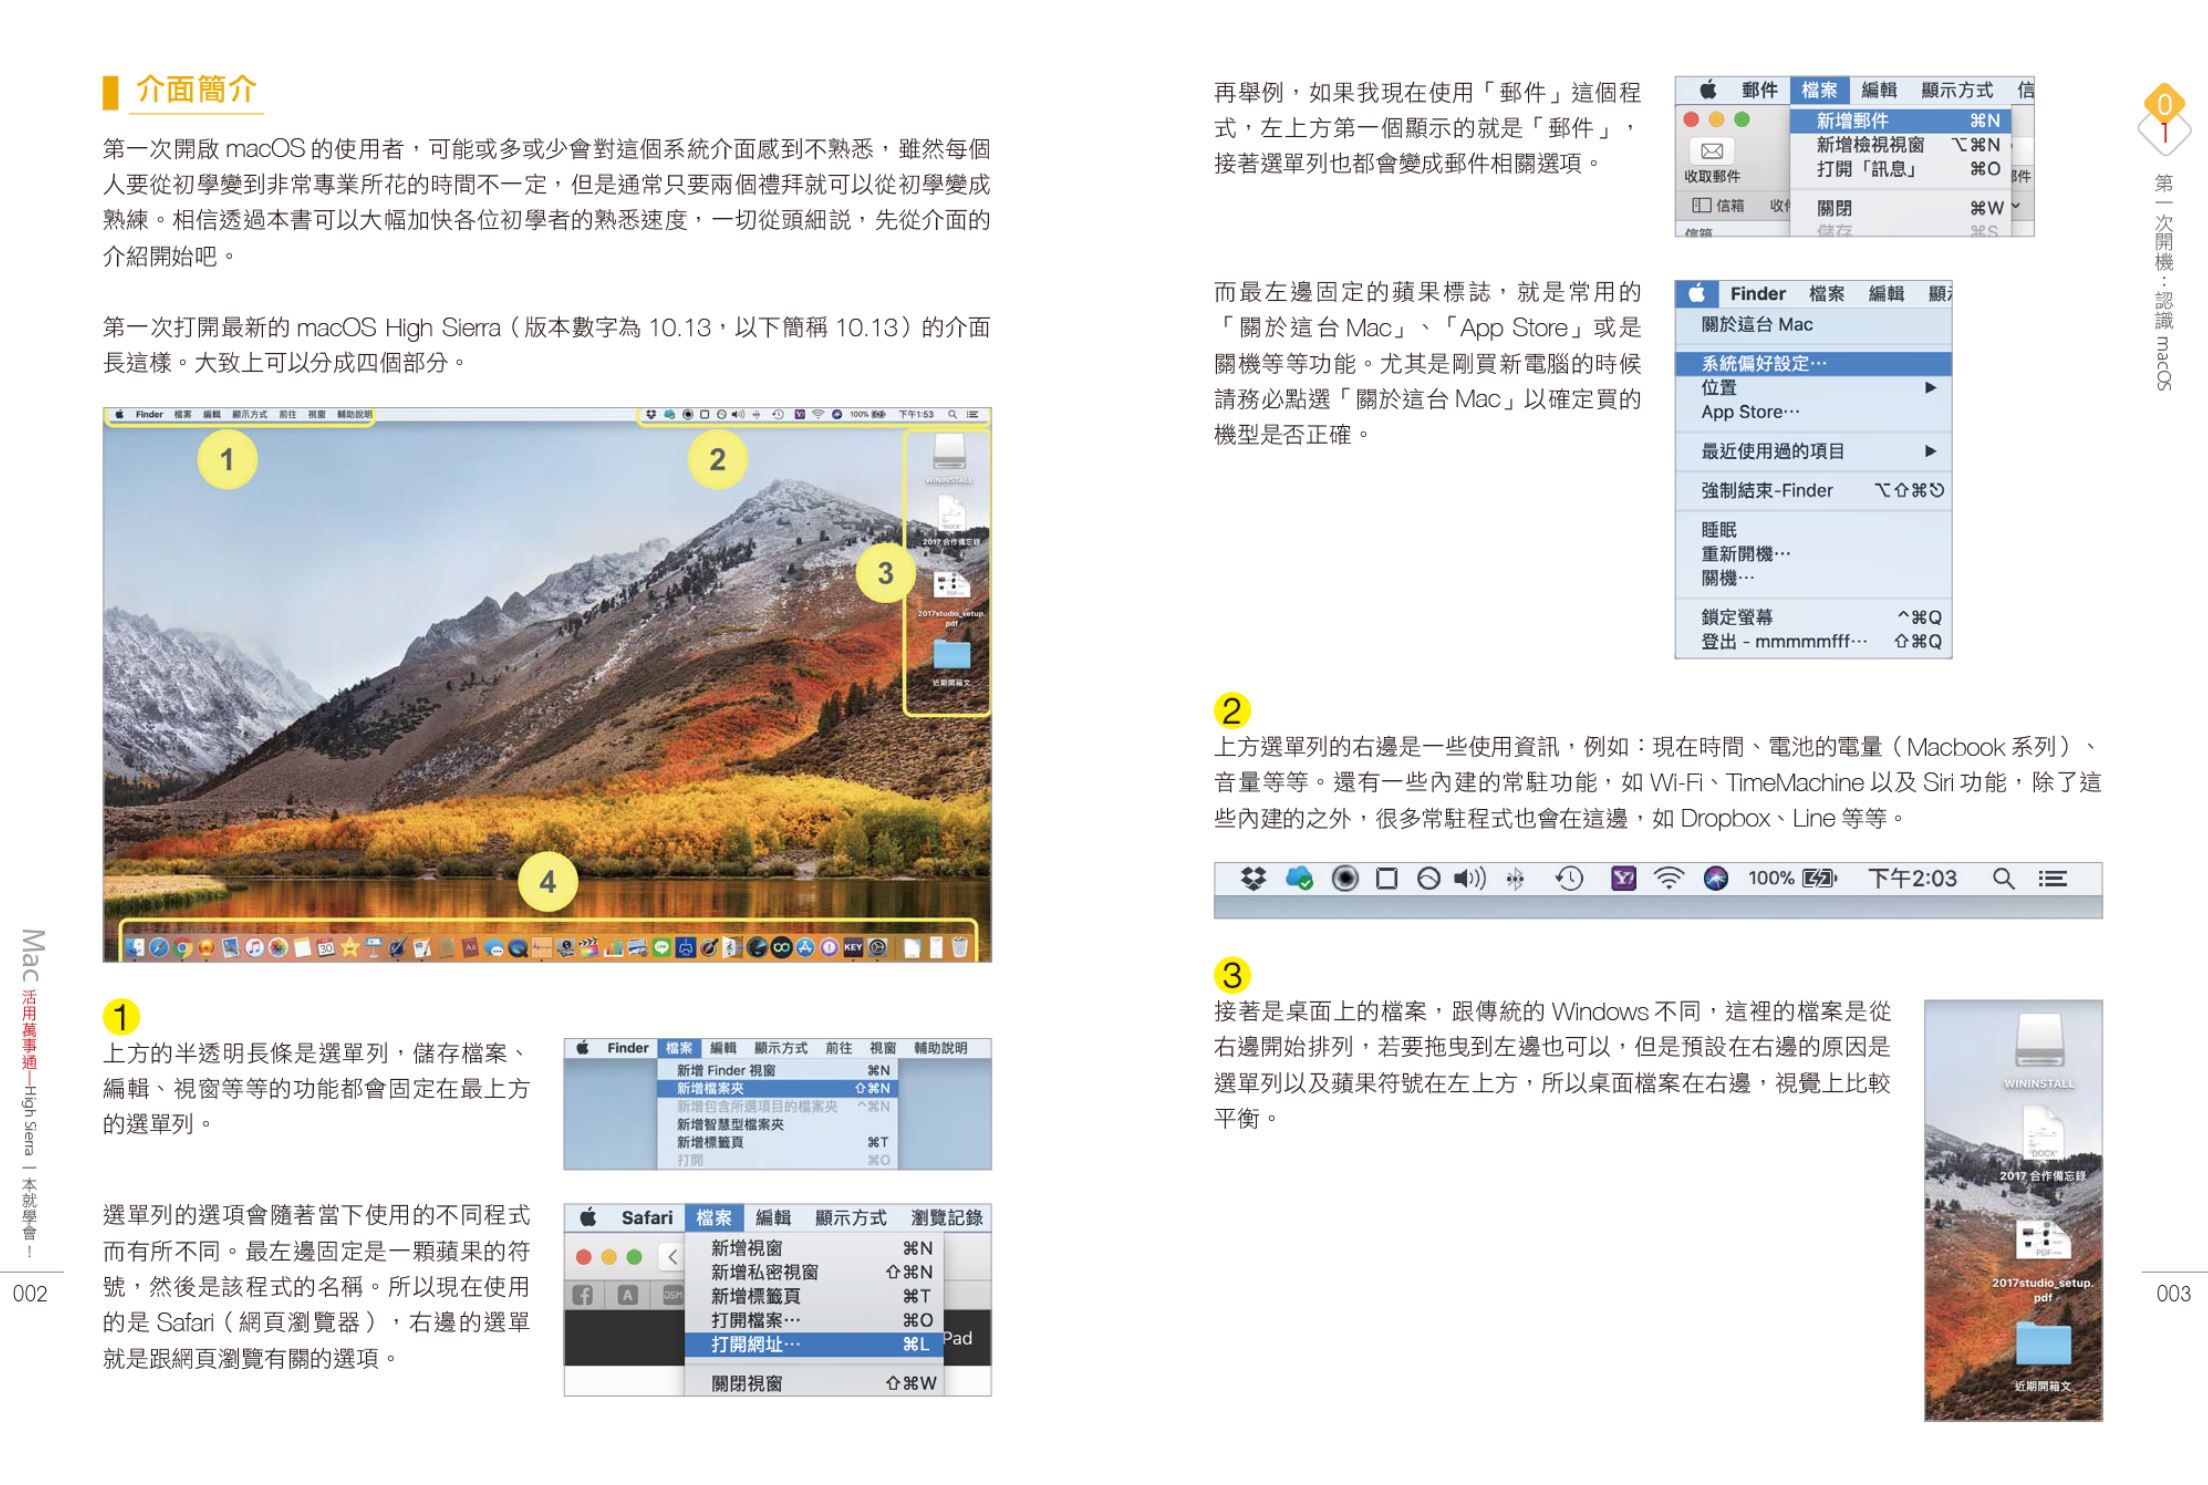 介面簡介
第一次開啟 macOS 的使用者，可能或多或少會對這個系統介面感到不熟悉，雖然每個
人要從初學變到非常專業所花的時間不一定，但是通常只要兩個禮拜就可以從初學變成
熟練。相信透過本書可以大幅加快各位初學者的熟悉速度，一切從頭細說，先從介面的
介紹開始吧。
第一次打開最新的 macOS High Sierra（版本數字為 10.13，以下簡稱 10.13）的介面
長這樣。大致上可以分成四個部分。
Finder 檔案 編輯 顯示方式 前往 視窗 輔助說明
100% 下午1:53
1
2
3
4
WININSTALL
DOCX
2017 合作備忘錄
PDF
2017studio_setup.
pdf
近期開箱文
30
KEY
1
上方的半透明長條是選單列，儲存檔案、
編輯、視窗等等的功能都會固定在最上方
的選單列。
Finder 檔案 編輯 顯示方式 前往 視窗 輔助說明
新增 Finder 視窗 ⌘N
新增檔案夾 ⇧⌘N
新增包含所選項目的檔案夾 ^⌘N
新增智慧型檔案夾
新增標籤頁 ⌘T
打開 ⌘O
選單列的選項會隨著當下使用的不同程式
而有所不同。最左邊固定是一顆蘋果的符
號，然後是該程式的名稱。所以現在使用
的是 Safari（網頁瀏覽器），右邊的選單
就是跟網頁瀏覽有關的選項。
Safari 檔案 編輯 顯示方式 瀏覽記錄
新增視窗 ⌘N
新增私密視窗 ⇧⌘N
新增標籤頁 ⌘T
打開檔案⋯ ⌘O
打開網址⋯ ⌘L
關閉視窗 ⇧⌘W
A
DSM
Pad
Mac 活用萬事通—High Sierra 一本就學會！
002
再舉例，如果我現在使用「郵件」這個程
式，左上方第一個顯示的就是「郵件」，
接著選單列也都會變成郵件相關選項。
郵件 檔案 編輯 顯示方式 信
新增郵件 ⌘N
新增檢視視窗 ⌥⌘N
打開「訊息」 ⌘O
關閉 ⌘W
儲存 ⌘S
收取郵件
信箱
而最左邊固定的蘋果標誌，就是常用的
「關於這台 Mac」、「App Store」或是
關機等等功能。尤其是剛買新電腦的時候
請務必點選「關於這台 Mac」以確定買的
機型是否正確。
Finder 檔案 編輯 顯
關於這台 Mac
系統偏好設定⋯
位置
App Store⋯
最近使用過的項目
強制結束-Finder ⌥⇧⌘⎋
睡眠
重新開機⋯
關機⋯
鎖定螢幕 ^⌘Q
登出 - mmmmmfff⋯ ⇧⌘Q
2
上方選單列的右邊是一些使用資訊，例如：現在時間、電池的電量（Macbook 系列）、
音量等等。還有一些內建的常駐功能，如 Wi-Fi、TimeMachine 以及 Siri 功能，除了這
些內建的之外，很多常駐程式也會在這邊，如 Dropbox、Line 等等。
100% 下午2:03
3
接著是桌面上的檔案，跟傳統的 Windows 不同，這裡的檔案是從
右邊開始排列，若要拖曳到左邊也可以，但是預設在右邊的原因是
選單列以及蘋果符號在左上方，所以桌面檔案在右邊，視覺上比較
平衡。
WININSTALL
DOCX
2017 合作備忘錄
PDF
2017studio_setup.
pdf
近期開箱文
01
第一次開機：認識 macOS
003